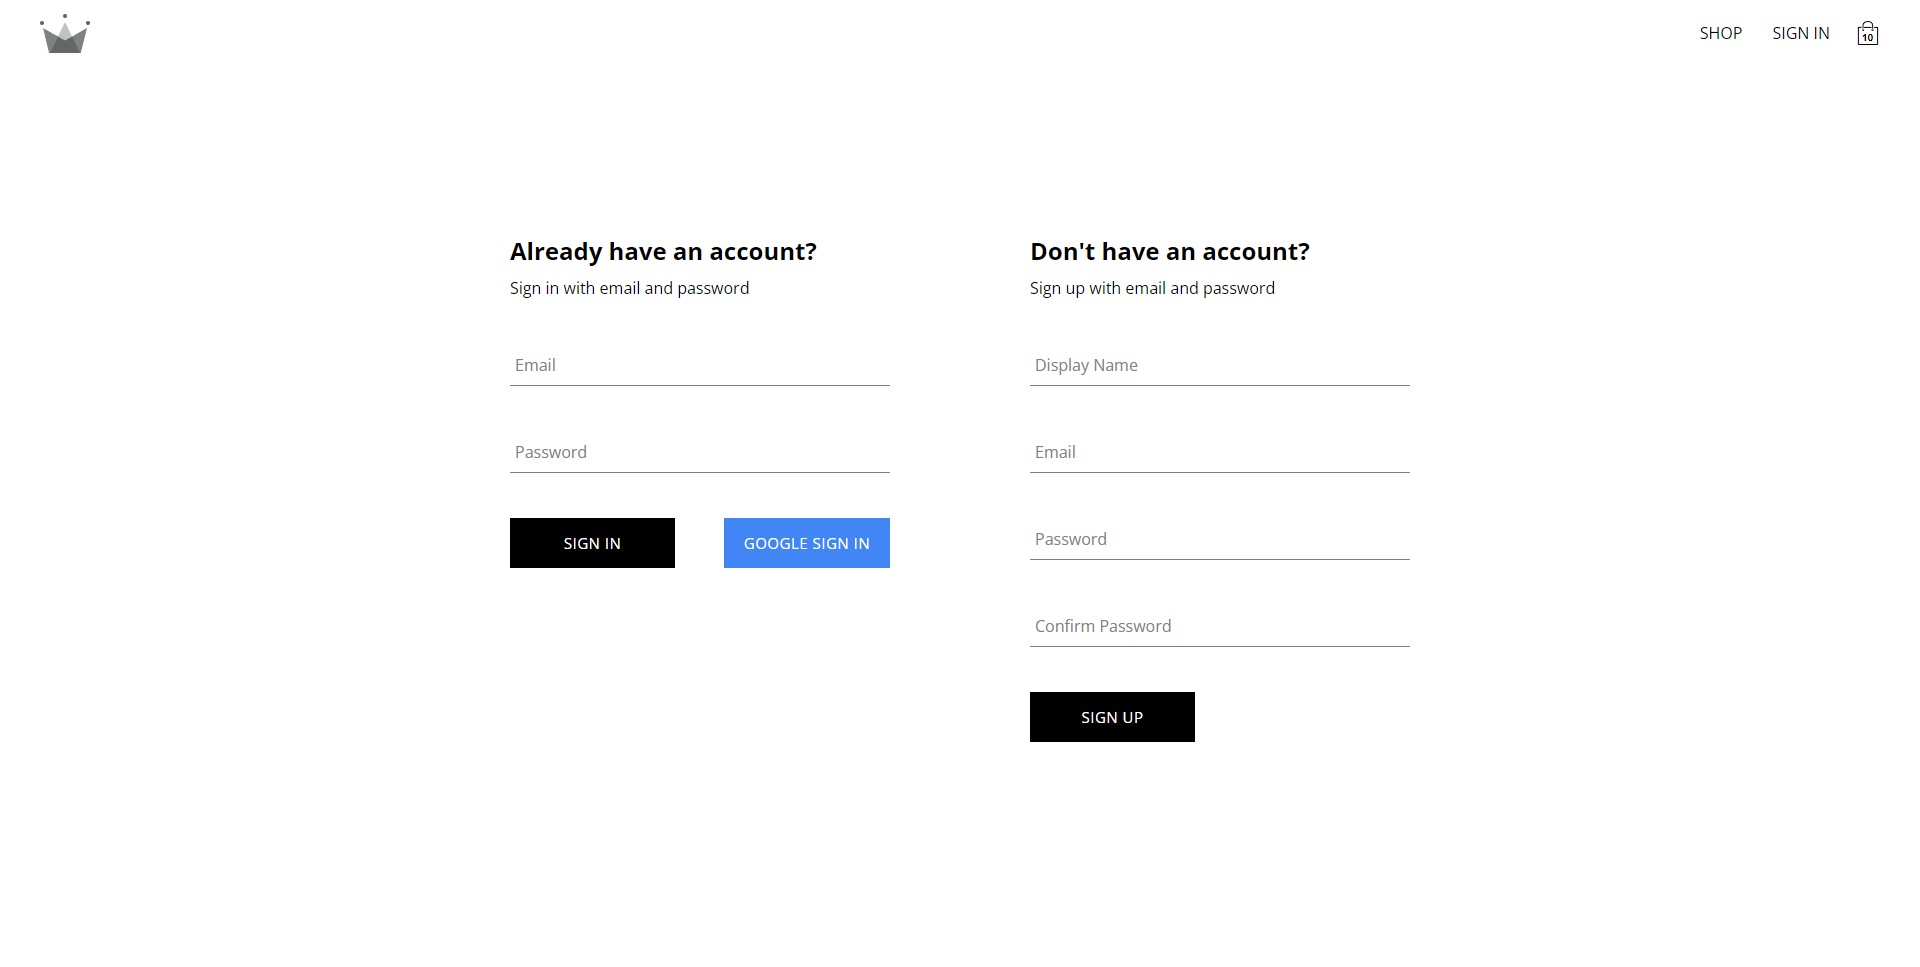 SHOP
SIGN IN
10
Already have an account?
Sign in with email and password
Email
Password
SIGN IN
GOOGLE SIGN IN
Don't have an account?
Sign up with email and password
Display Name
Email
Password
Confirm Password
SIGN UP